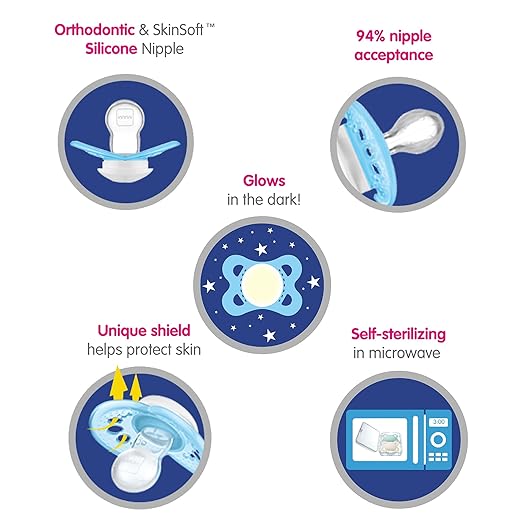 Orthodontic & SkinSoft™
Silicone Nipple
94% nipple
acceptance
Glows
in the dark!
Unique shield
helps protect skin
Self-sterilizing
in microwave
3:00